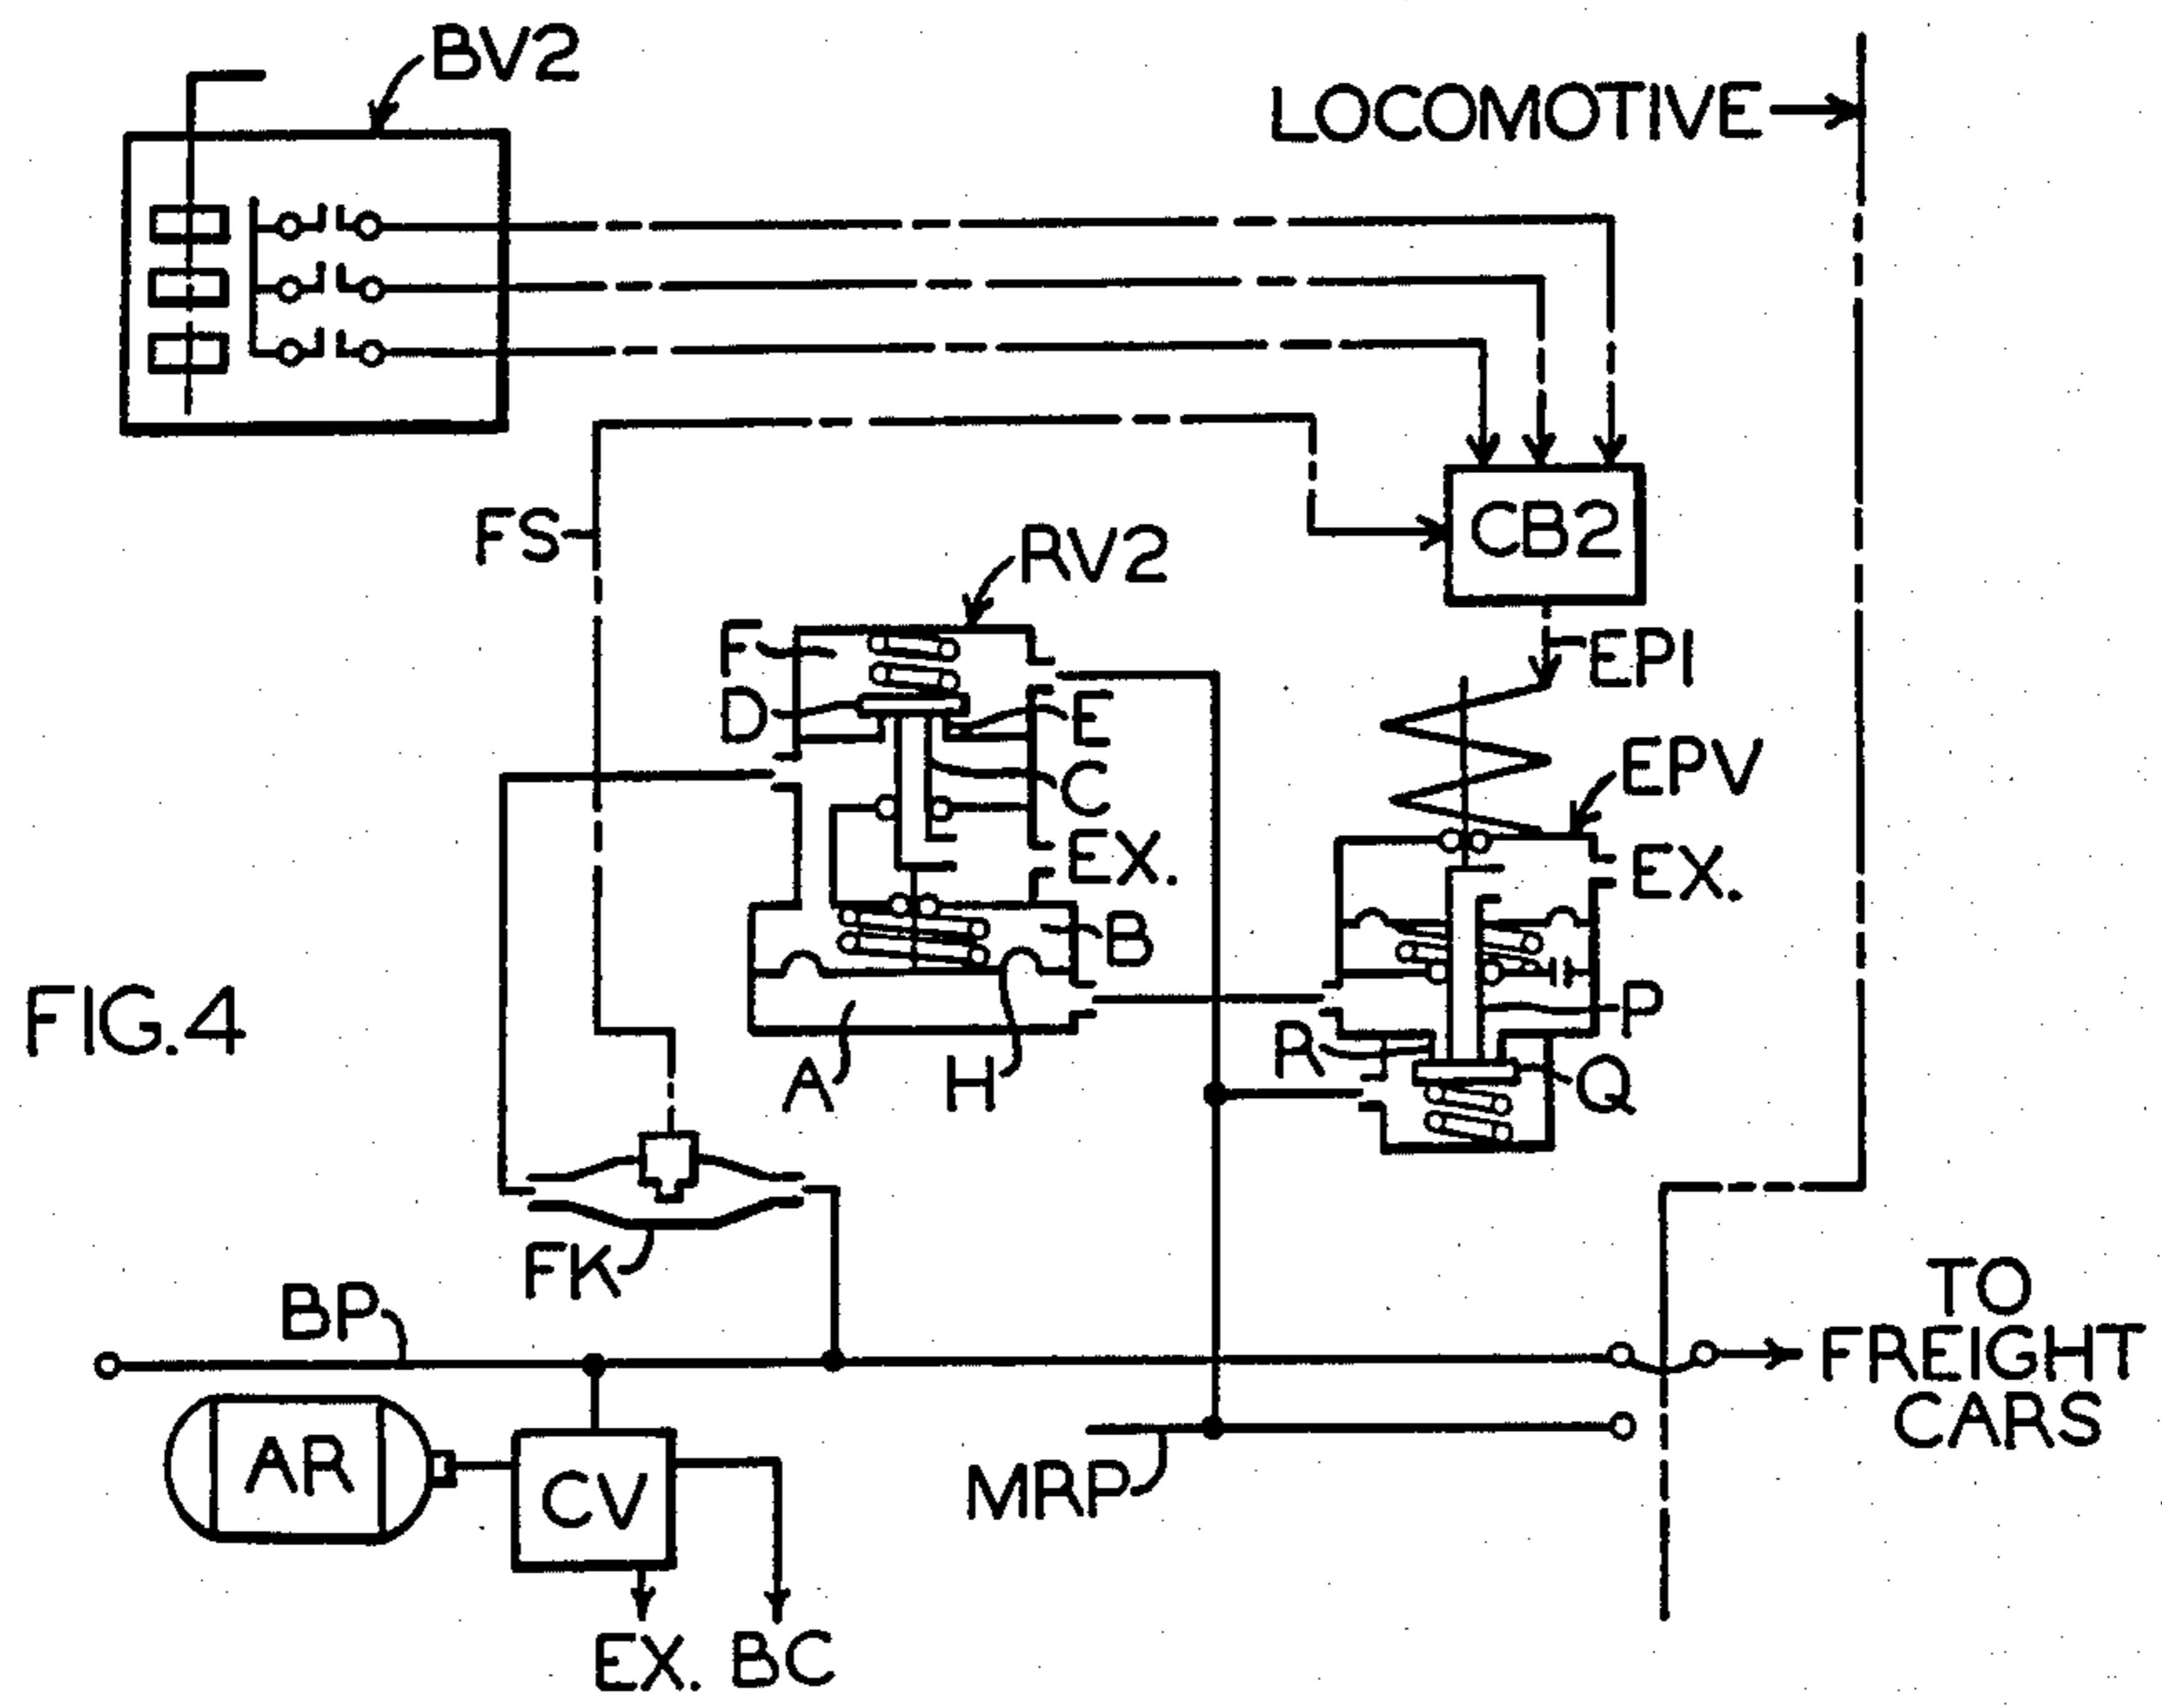 BV2
LOCOMOTIVE
CB2
FS
RV2
F
EPI
D
E
C
EPV
EX.
EX.
B
FIG.4
P
R
A
H
Q
FK
BP
TO
FREIGHT
CARS
AR
CV
MRP
EX.
BC